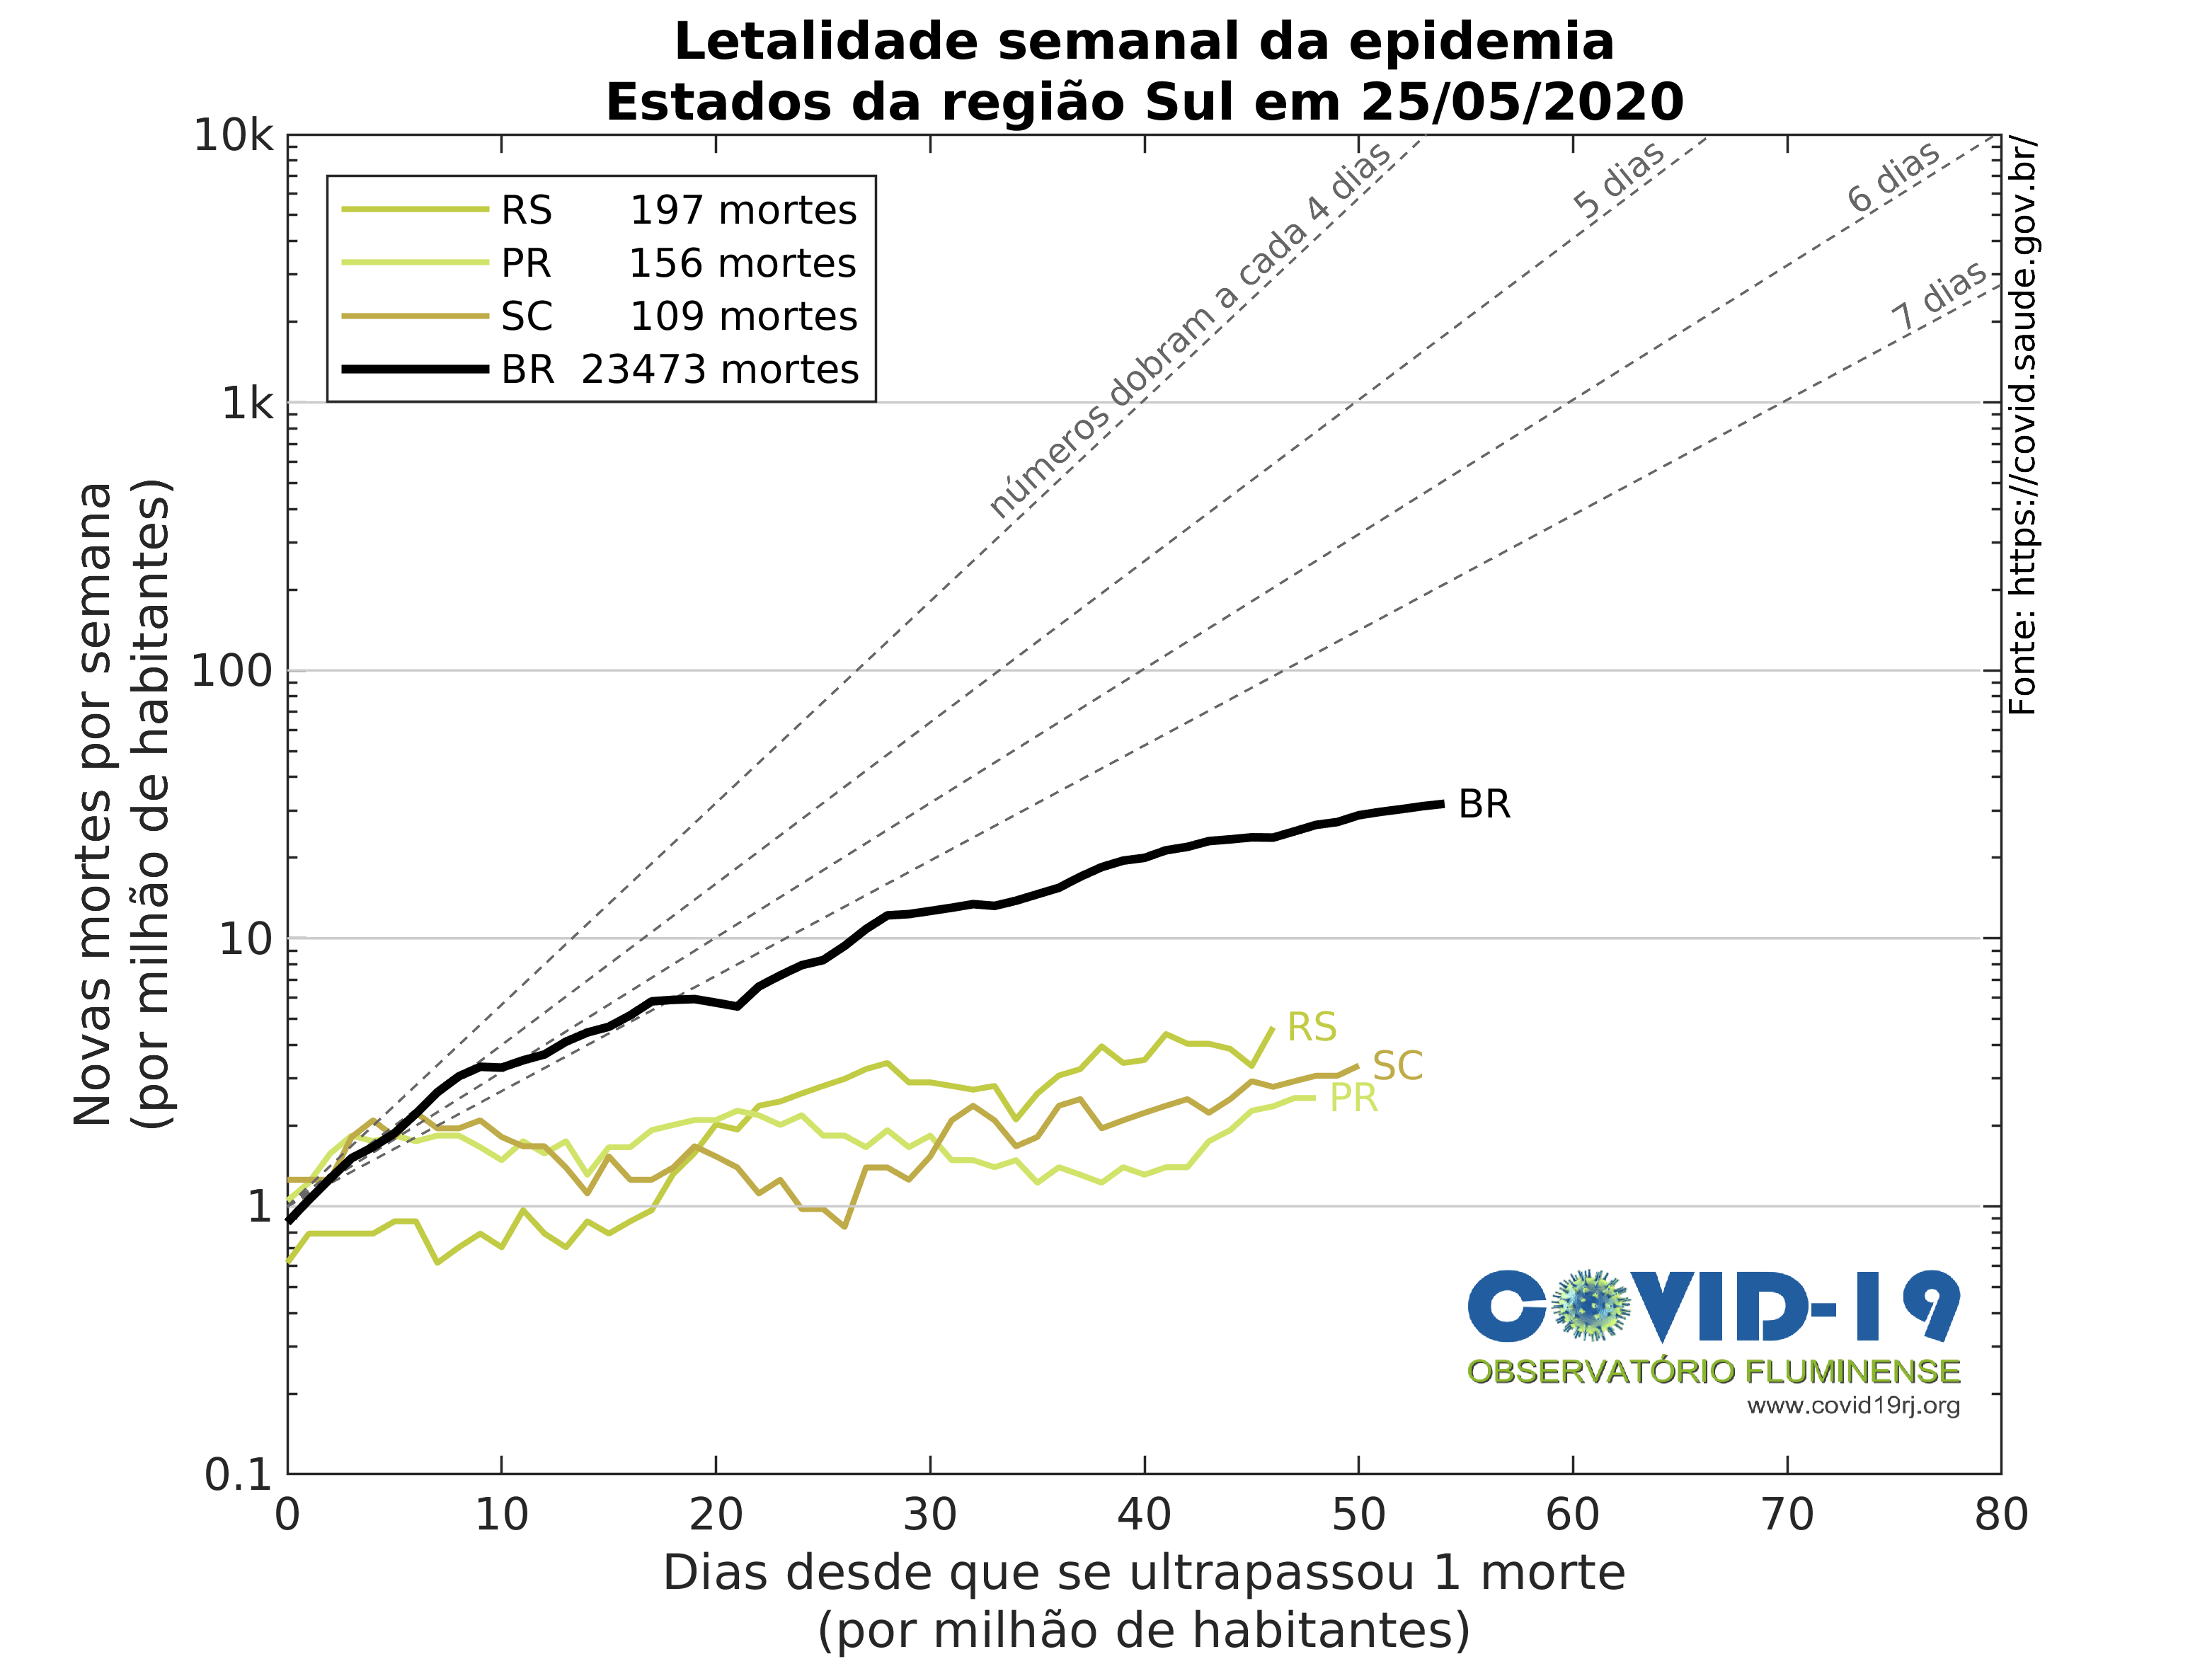 Letalidade semanal da epidemia
Estados da região Sul em 25/05/2020
10k
1k
100
10
1
0.1
Novas mortes por semana
(por milhão de habitantes)
RS 197 mortes
PR 156 mortes
SC 109 mortes
BR 23473 mortes
números dobram a cada 4 dias
5 dias
6 dias
7 dias
Fonte: https://covid.saude.gov.br/
BR
RS
SC
PR
COVID-19
OBSERVATÓRIO FLUMINENSE
www.covid19rj.org
0 10 20 30 40 50 60 70 80
Dias desde que se ultrapassou 1 morte
(por milhão de habitantes)